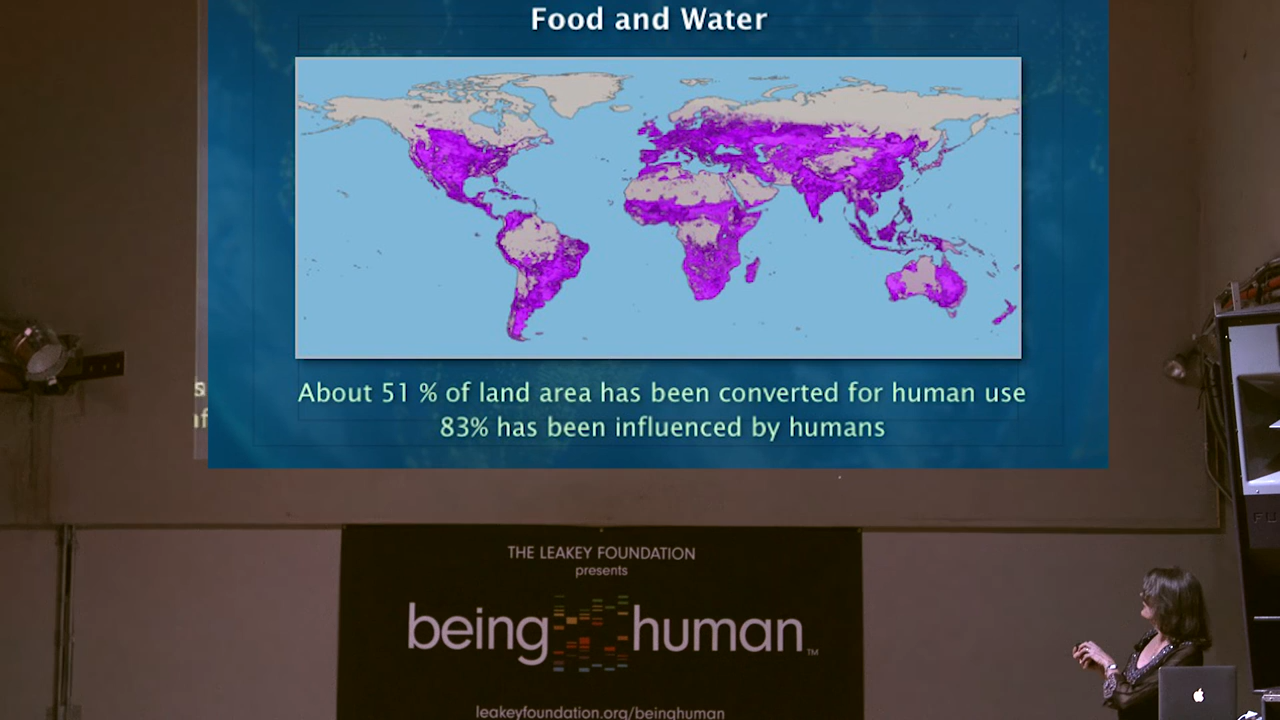 Food and Water
About 51 % of land area has been converted for human use
83% has been influenced by humans
THE LEAKEY FOUNDATION
presents
being human™
leakeyfoundation.org/beinghuman